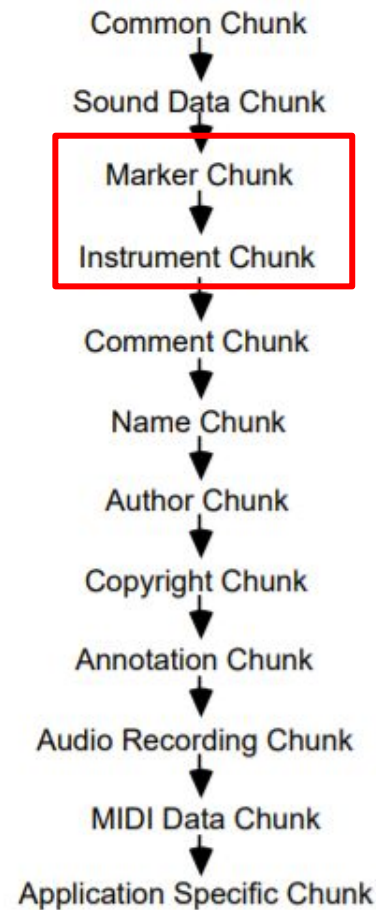 Common Chunk
Sound Data Chunk
Marker Chunk
Instrument Chunk
Comment Chunk
Name Chunk
Author Chunk
Copyright Chunk
Annotation Chunk
Audio Recording Chunk
MIDI Data Chunk
Application Specific Chunk